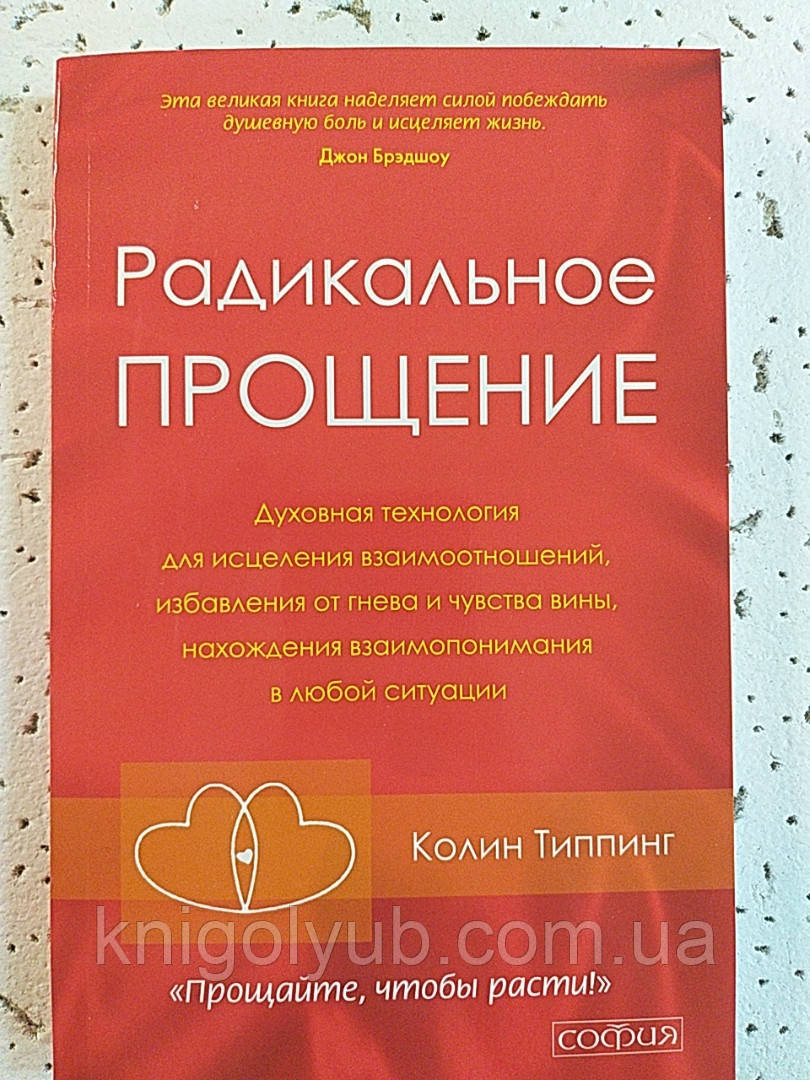 Эта великая книга наделяет силой побеждать
душевную боль и исцеляет жизнь.
Джон Брэдшоу
Радикальное
ПРОЩЕНИЕ
Духовная технология
для исцеления взаимоотношений,
избавления от гнева и чувства вины,
нахождения взаимопонимания
в любой ситуации
Колин Типпинг
knigolyub.com.ua
«Прощайте, чтобы расти!»
СОФИЯ